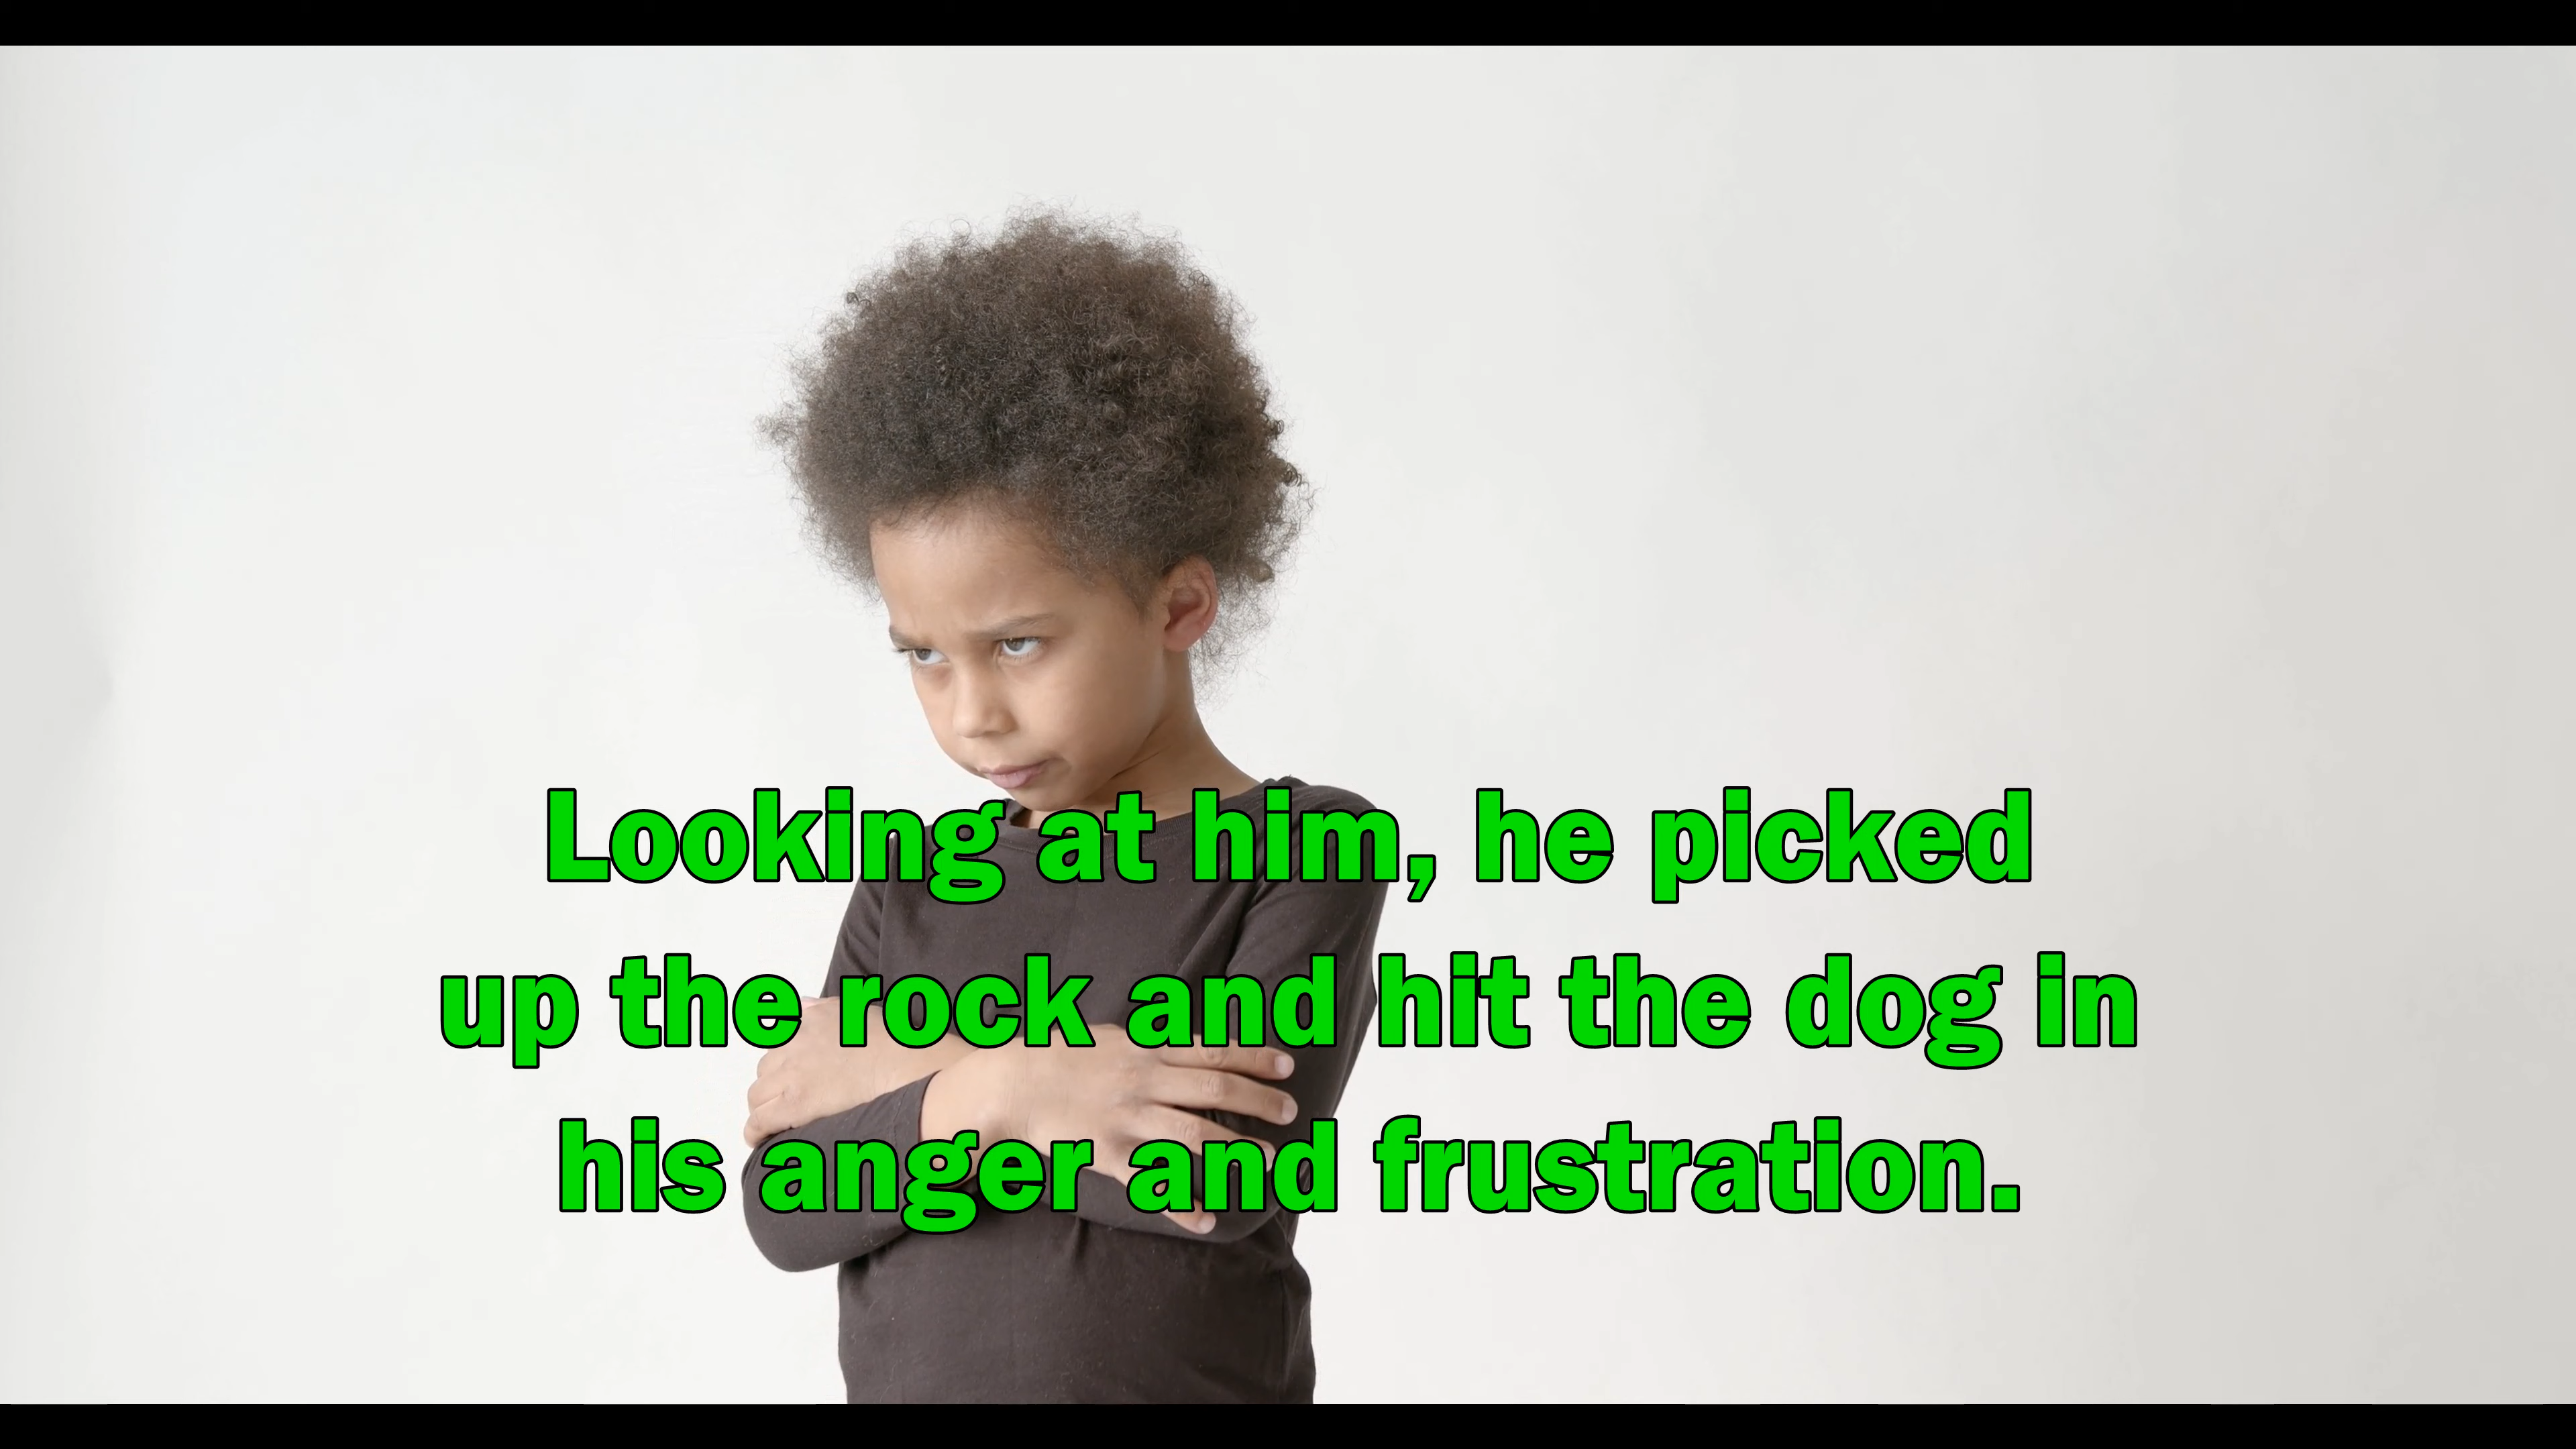 Looking at him, he picked
up the rock and hit the dog in
his anger and frustration.